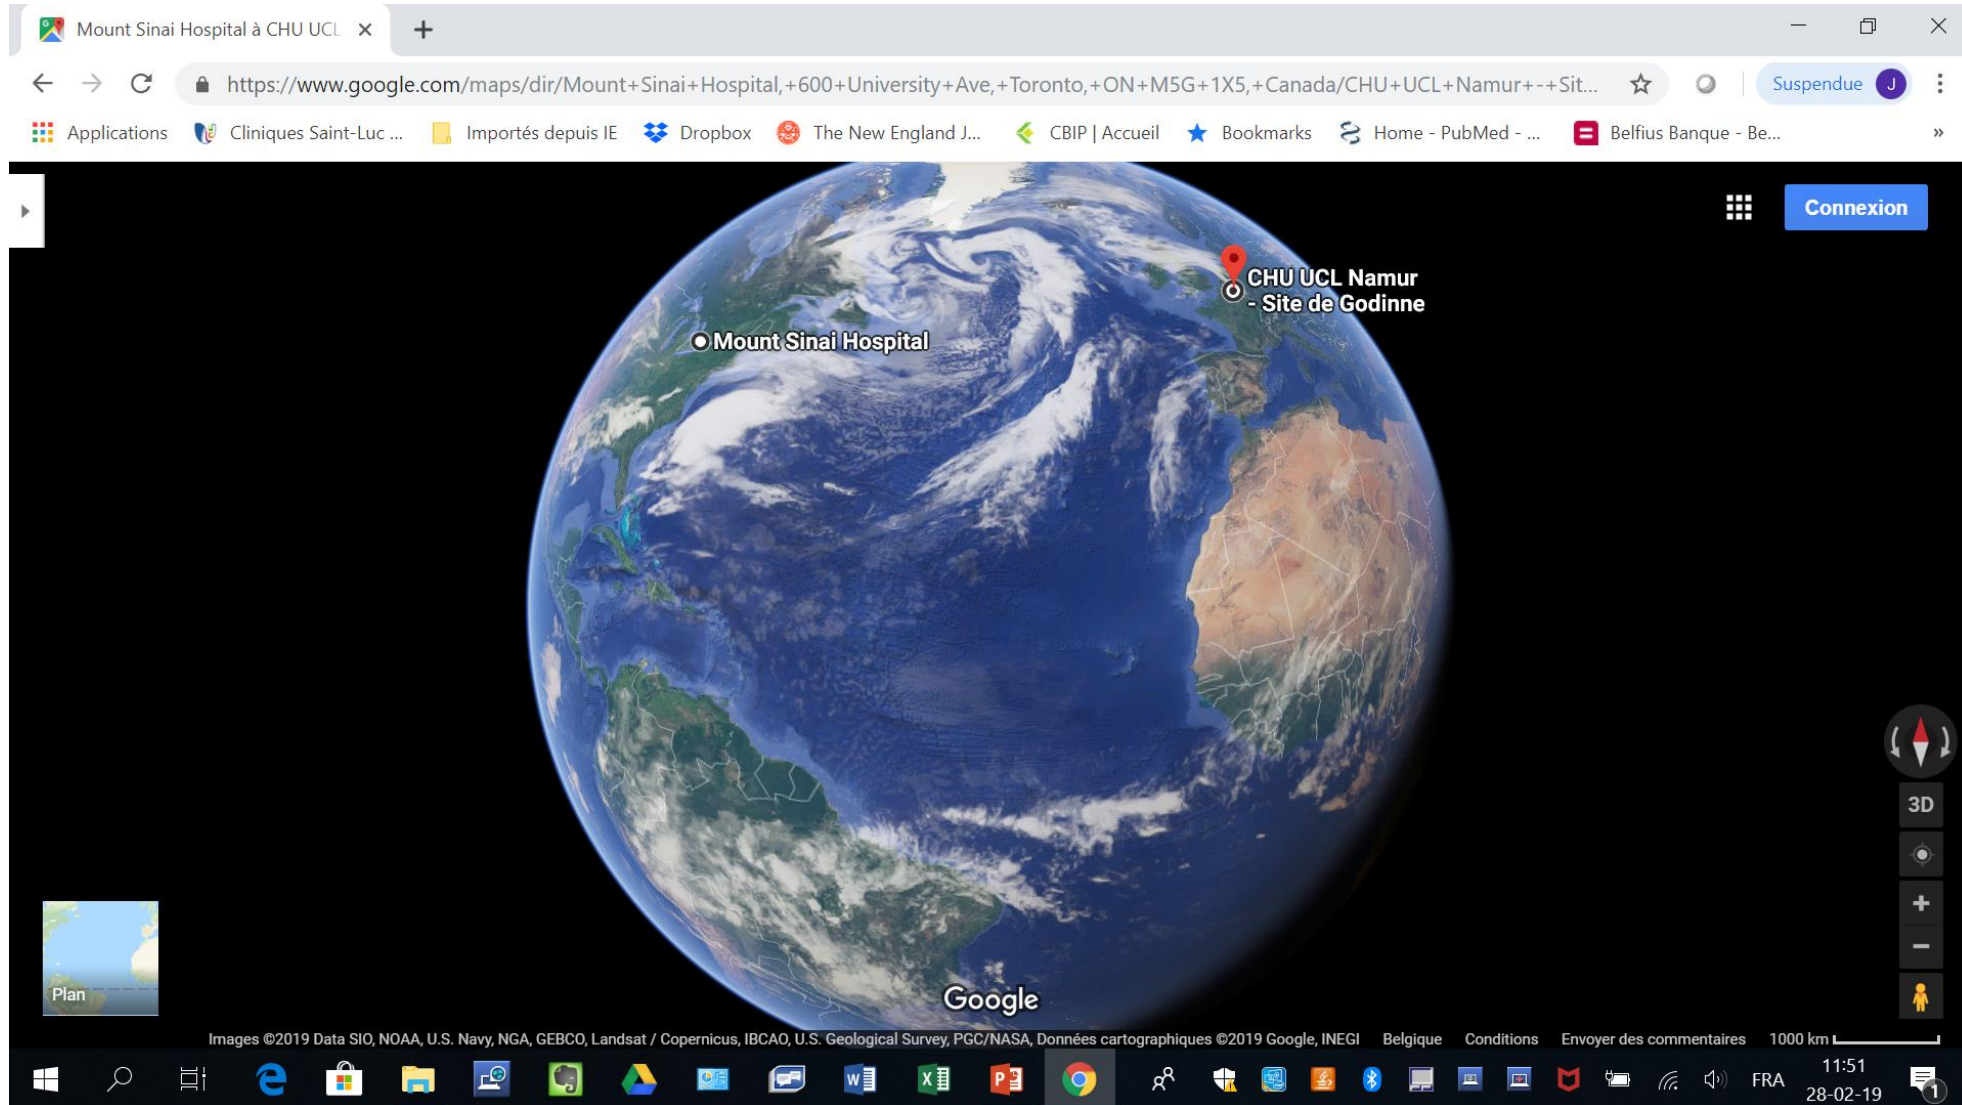 Mount Sinai Hospital à CHU UCL
https://www.google.com/maps/dir/Mount+Sinai+Hospital,+600+University+Ave,+Toronto,+ON+M5G+1X5,+Canada/CHU+UCL+Namur+-+Sit...
Suspendue J
Applications Cliniques Saint-Luc ... Importés depuis IE Dropbox The New England J... CBIP | Accueil Bookmarks Home - PubMed - ... Belfius Banque - Be... »
Connexion
CHU UCL Namur
- Site de Godinne
Mount Sinai Hospital
3D
Plan
Google
Images ©2019 Data SIO, NOAA, U.S. Navy, NGA, GEBCO, Landsat / Copernicus, IBCAO, U.S. Geological Survey, PGC/NASA, Données cartographiques ©2019 Google, INEGI Belgique Conditions Envoyer des commentaires 1000 km
FRA
11:51
28-02-19
1